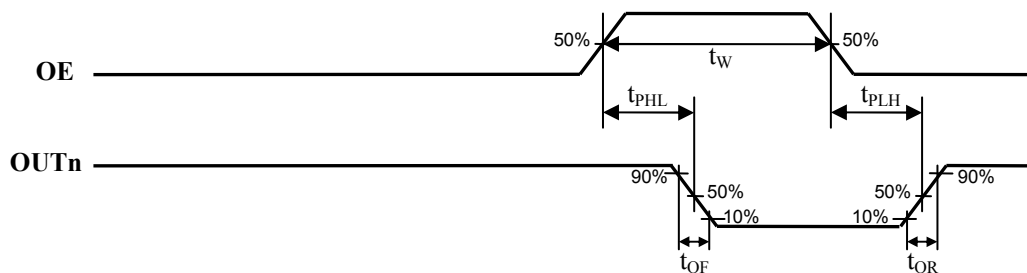 50% 50%
OE
tW
tPHL tPLH
OUTn
90% 90%
50% 50%
10% 10%
tOF tOR